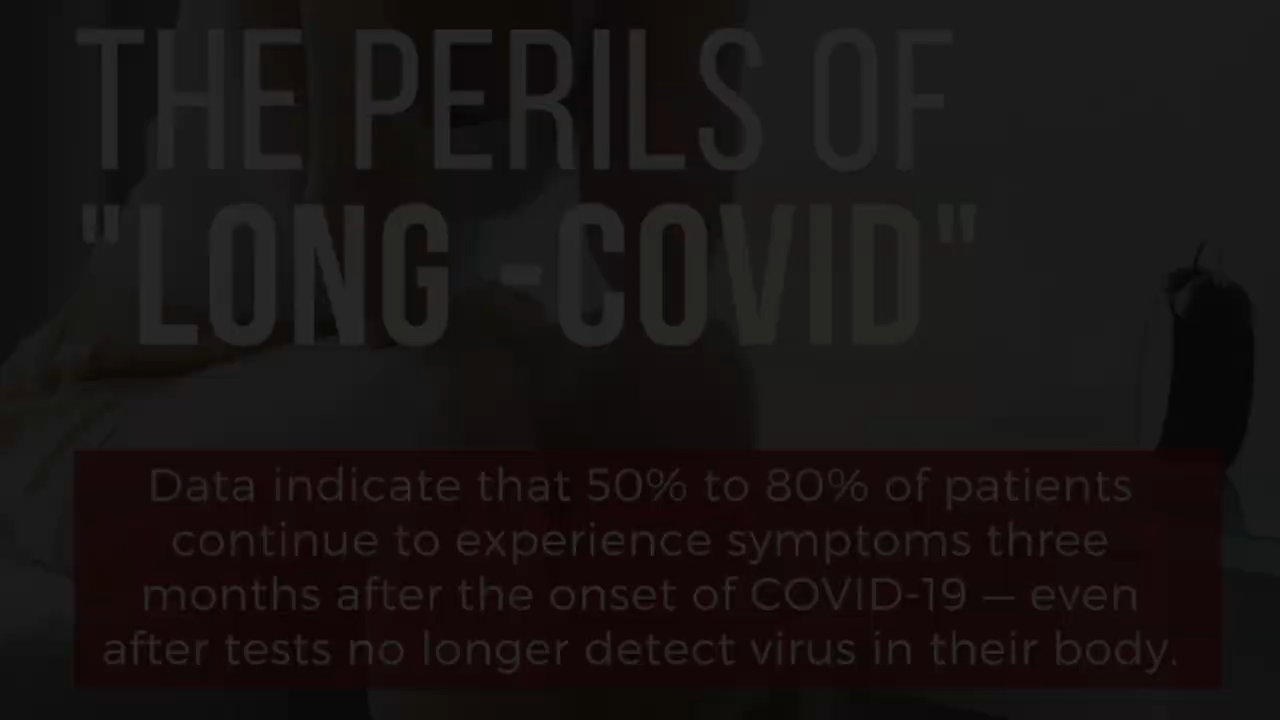 THE PERILS OF
"LONG -COVID"
Data indicate that 50% to 80% of patients
continue to experience symptoms three
months after the onset of COVID-19 — even
after tests no longer detect virus in their body.